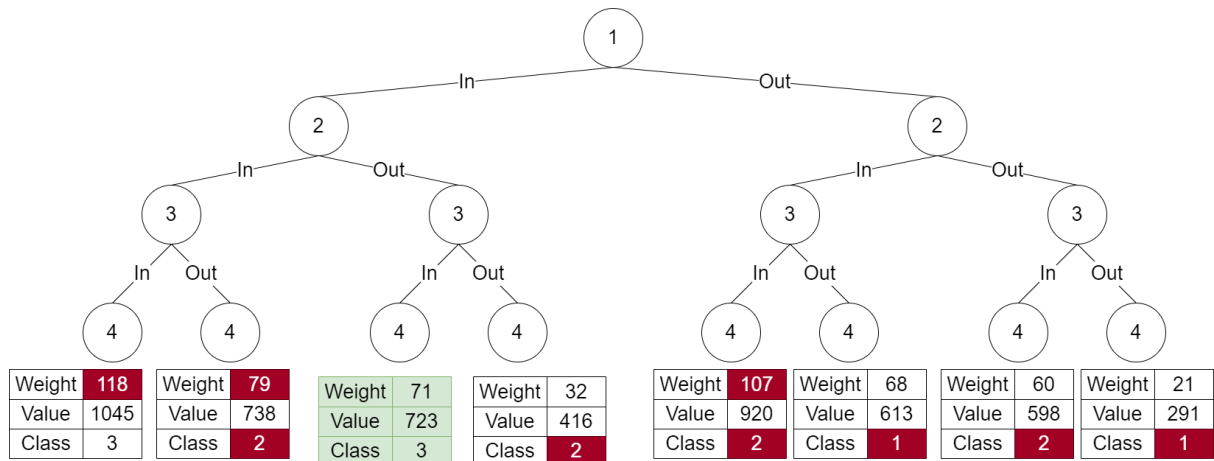 1
In Out
2 2
In Out In Out
3 3 3 3
In Out In Out In Out In Out
4 4 4 4 4 4 4 4
Weight 118 Weight 79 Weight 71 Weight 32 Weight 107 Weight 68 Weight 60 Weight 21
Value 1045 Value 738 Value 723 Value 416 Value 920 Value 613 Value 598 Value 291
Class 3 Class 2 Class 3 Class 2 Class 2 Class 1 Class 2 Class 1